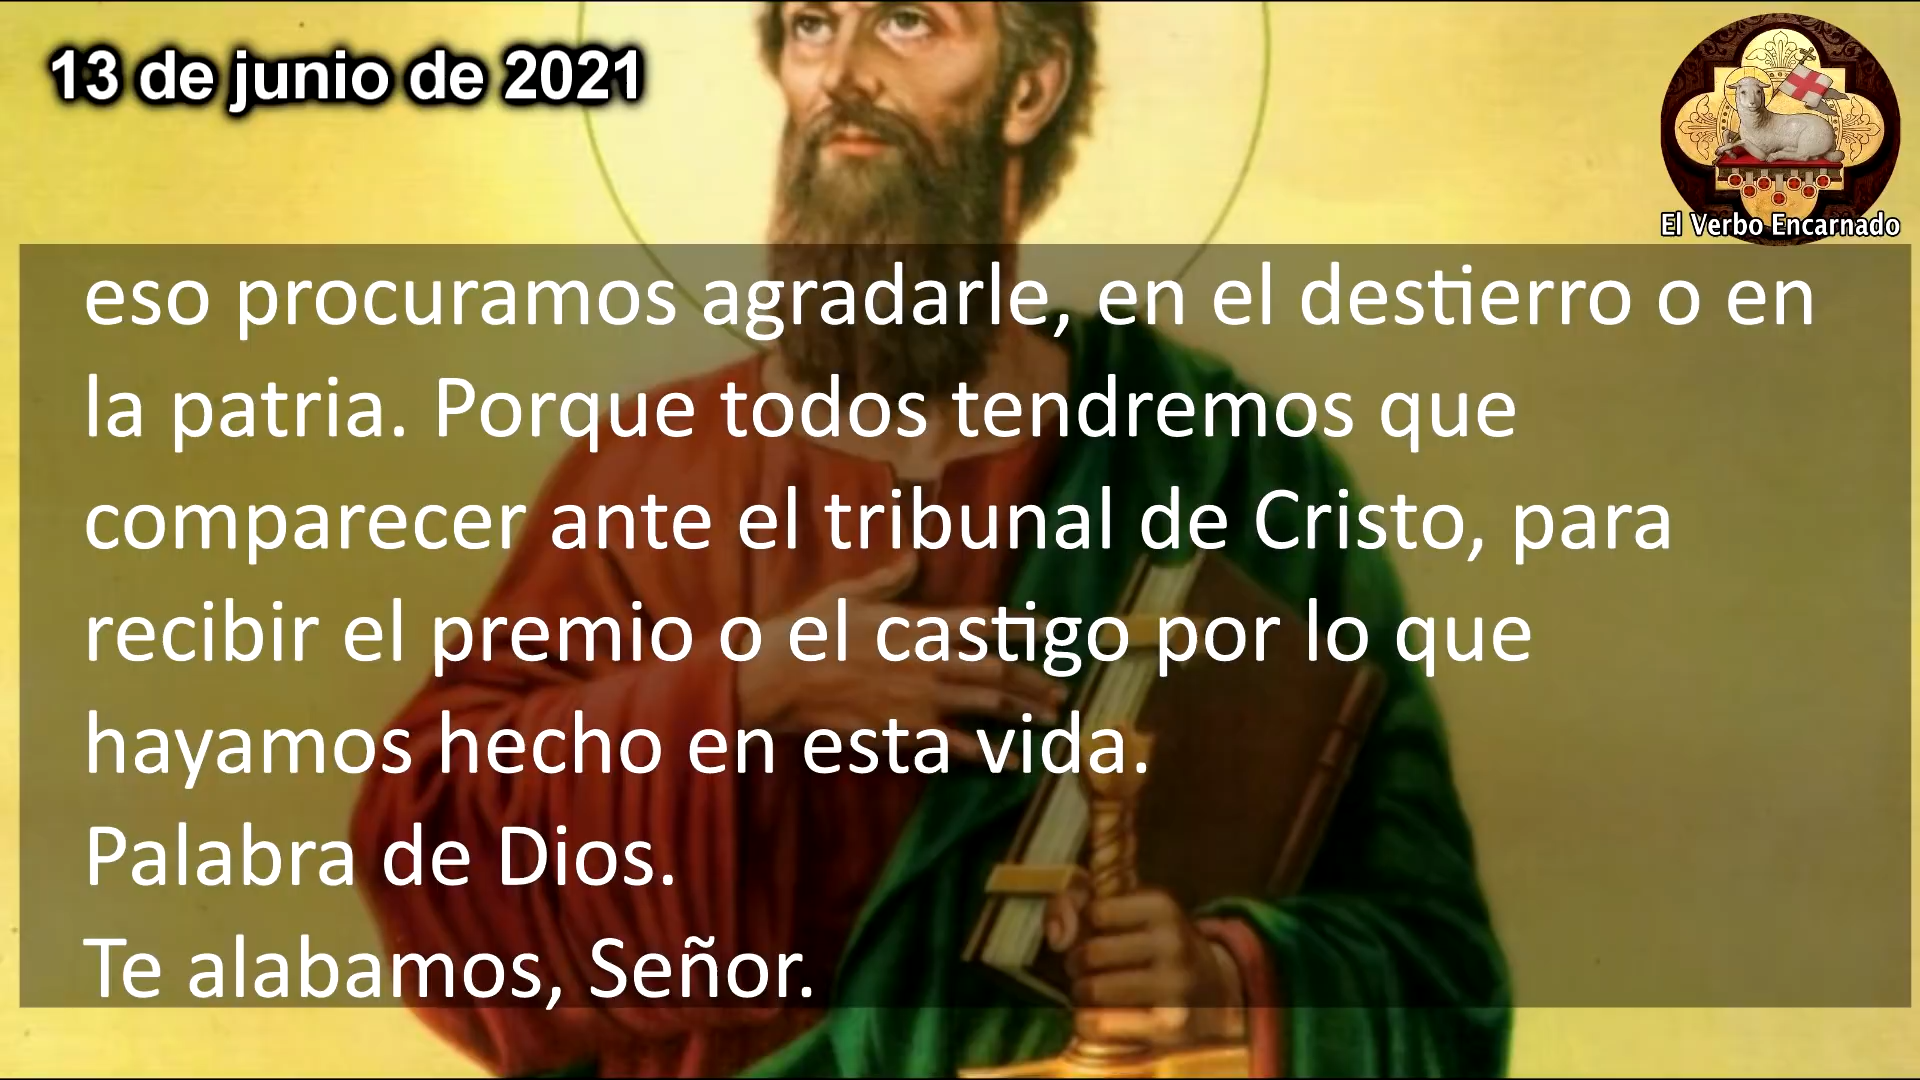 13 de junio de 2021
El Verbo Encarnado
eso procuramos agradarle, en el destierro o en
la patria. Porque todos tendremos que
comparecer ante el tribunal de Cristo, para
recibir el premio o el castigo por lo que
hayamos hecho en esta vida.
Palabra de Dios.
Te alabamos, Señor.